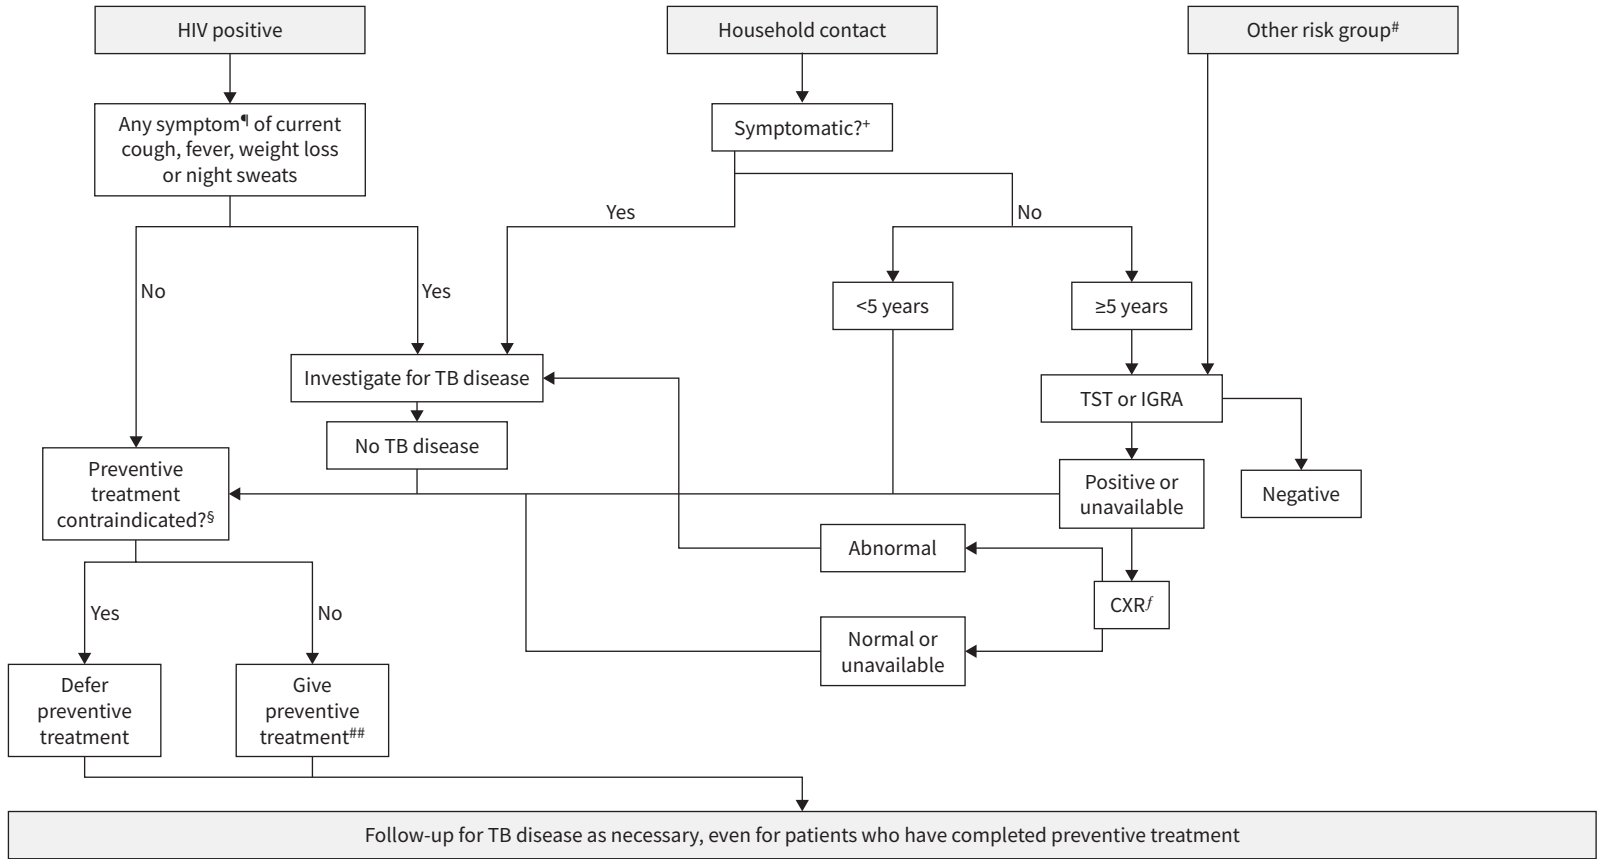 HIV positive
Household contact
Other risk group#
Any symptom¶ of current
cough, fever, weight loss
or night sweats
Symptomatic?+
Yes
No
No
Yes
<5 years
≥5 years
Investigate for TB disease
TST or IGRA
No TB disease
Preventive
treatment
contraindicated?§
Positive or
unavailable
Negative
Abnormal
CXRƒ
Yes
No
Normal or
unavailable
Defer
preventive
treatment
Give
preventive
treatment##
Follow-up for TB disease as necessary, even for patients who have completed preventive treatment